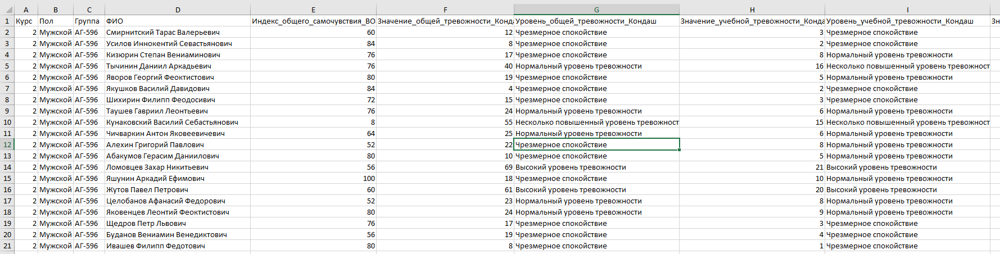 A B C D E F G H I
1 Курс Пол Группа ФИО Индекс_общего_самочувствия_ВО Значение_общей_тревожности_Конда Уровень_общей_тревожности_Кондаш Значение_учебной_тревожности_Конда Уровень_учебной_тревожности_Кондаш Зн
2 2 Мужской АГ-596 Смирнитский Тарас Валерьевич 60 12 Чрезмерное спокойствие 3 Чрезмерное спокойствие
3 2 Мужской АГ-596 Усилов Иннокентий Севастьянович 84 8 Чрезмерное спокойствие 2 Чрезмерное спокойствие
4 2 Мужской АГ-596 Кизюрин Степан Вениаминович 76 17 Чрезмерное спокойствие 8 Нормальный уровень тревожности
5 2 Мужской АГ-596 Тычинин Даниил Аркадьевич 76 40 Нормальный уровень тревожности 16 Несколько повышенный уровень тревожност
6 2 Мужской АГ-596 Яворов Георгий Феоктистович 80 19 Чрезмерное спокойствие 5 Нормальный уровень тревожности
7 2 Мужской АГ-596 Якушков Василий Давидович 84 4 Чрезмерное спокойствие 2 Чрезмерное спокойствие
8 2 Мужской АГ-596 Шихирин Филипп Феодосивич 72 15 Чрезмерное спокойствие 3 Чрезмерное спокойствие
9 2 Мужской АГ-596 Таушев Гавриил Леонтьевич 76 24 Нормальный уровень тревожности 6 Нормальный уровень тревожности
10 2 Мужской АГ-596 Кунаковский Василий Себастьянович 8 55 Несколько повышенный уровень тревожност 15 Несколько повышенный уровень тревожност
11 2 Мужской АГ-596 Чичваркин Антон Яковеевичевич 64 25 Нормальный уровень тревожности 6 Нормальный уровень тревожности
12 2 Мужской АГ-596 Алехин Григорий Павлович 52 22 Чрезмерное спокойствие 8 Нормальный уровень тревожности
13 2 Мужской АГ-596 Абакумов Герасим Даниилович 80 10 Чрезмерное спокойствие 5 Нормальный уровень тревожности
14 2 Мужской АГ-596 Ломовцев Захар Никитьевич 56 69 Высокий уровень тревожности 21 Высокий уровень тревожности
15 2 Мужской АГ-596 Яшунин Аркадий Ефимович 100 18 Чрезмерное спокойствие 10 Нормальный уровень тревожности
16 2 Мужской АГ-596 Жутов Павел Петрович 60 61 Высокий уровень тревожности 20 Высокий уровень тревожности
17 2 Мужской АГ-596 Целобанов Афанасий Федорович 52 23 Нормальный уровень тревожности 8 Нормальный уровень тревожности
18 2 Мужской АГ-596 Яковенцев Леонтий Феоктистович 80 24 Нормальный уровень тревожности 9 Нормальный уровень тревожности
19 2 Мужской АГ-596 Щедров Петр Львович 76 17 Чрезмерное спокойствие 3 Чрезмерное спокойствие
20 2 Мужской АГ-596 Буданов Вениамин Венедиктович 56 19 Чрезмерное спокойствие 4 Чрезмерное спокойствие
21 2 Мужской АГ-596 Ивашев Филипп Федотович 80 8 Чрезмерное спокойствие 1 Чрезмерное спокойствие